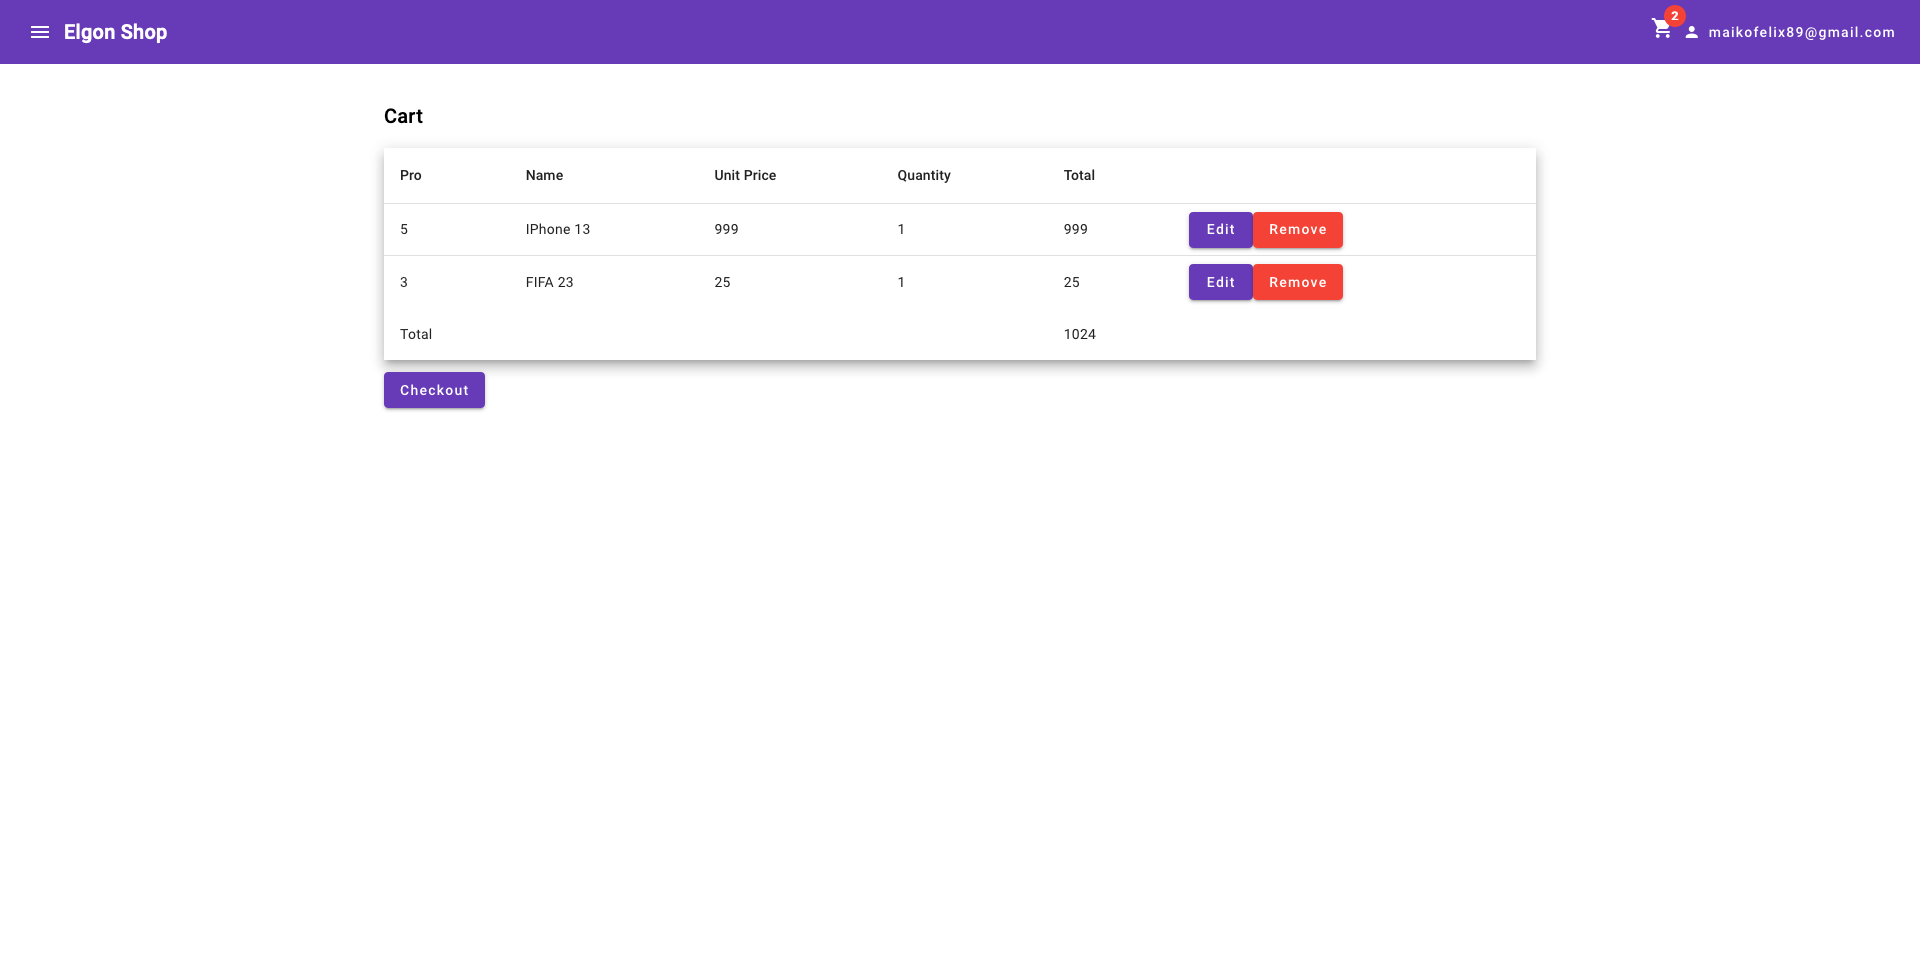 Elgon Shop
2
maikofelix89@gmail.com
Cart
Pro Name Unit Price Quantity Total
5 IPhone 13 999 1 999 Edit Remove
3 FIFA 23 25 1 25 Edit Remove
Total 1024
Checkout